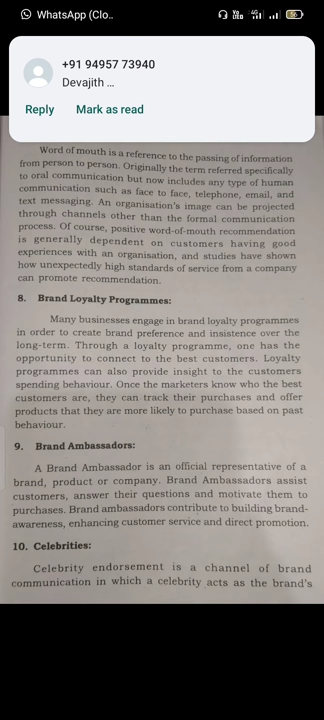 WhatsApp (Clo..
56
+91 94957 73940
Devajith ...
Reply Mark as read
Word of mouth is a reference to the passing of information
from person to person. Originally the term referred specifically
to oral communication but now includes any type of human
communication such as face to face, telephone, email, and
text messaging. An organisation's image can be projected
through channels other than the formal communication
process. Of course, positive word-of-mouth recommendation
is generally dependent on customers having good
experiences with an organisation, and studies have shown
how unexpectedly high standards of service from a company
can promote recommendation.
8. Brand Loyalty Programmes:
Many businesses engage in brand loyalty programmes
in order to create brand preference and insistence over the
long-term. Through a loyalty programme, one has the
opportunity to connect to the best customers. Loyalty
programmes can also provide insight to the customers
spending behaviour. Once the marketers know who the best
customers are, they can track their purchases and offer
products that they are more likely to purchase based on past
behaviour.
9. Brand Ambassadors:
A Brand Ambassador is an official representative of a
brand, product or company. Brand Ambassadors assist
customers, answer their questions and motivate them to
purchases. Brand ambassadors contribute to building brand-
awareness, enhancing customer service and direct promotion.
10. Celebrities:
Celebrity endorsement is a channel of brand
communication in which a celebrity acts as the brand's